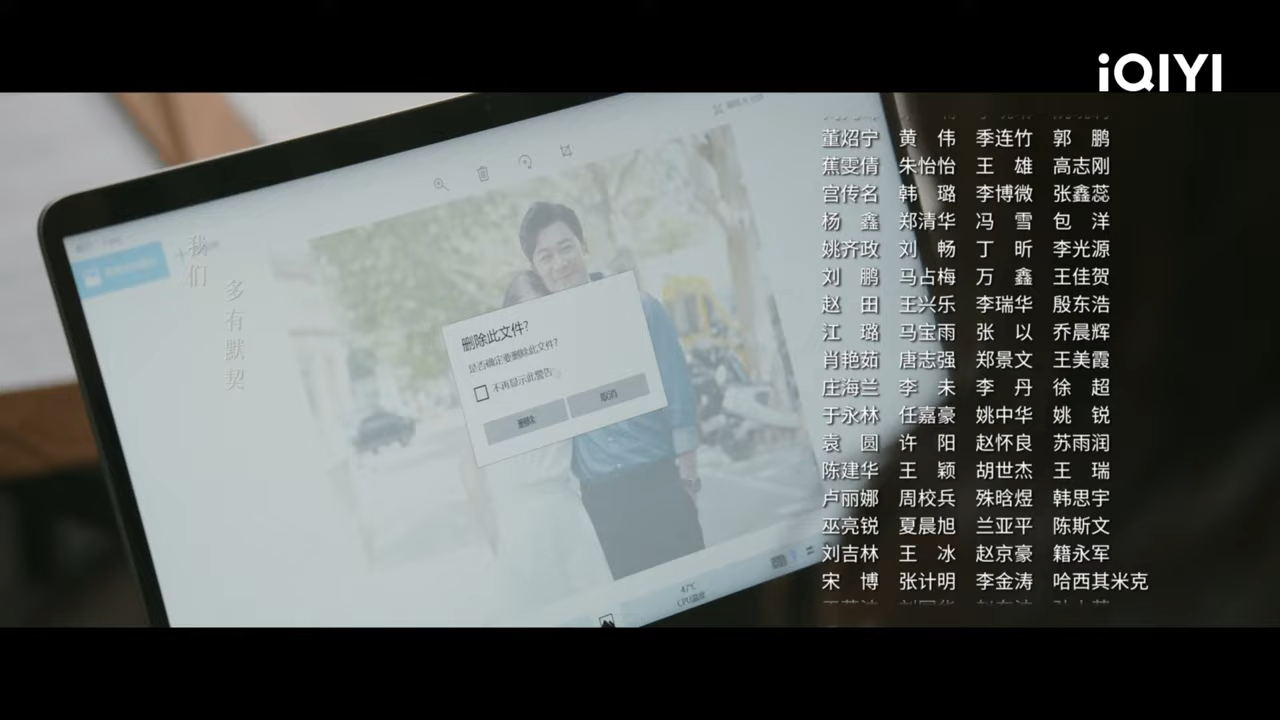 iQIYI
我们
多有默契
删除此文件?
是否确定要删除此文件?
不再显示此警告
删除 取消
47℃
CPU温度
董炤宁 黄 伟 季连竹 郭 鹏
蕉雯倩 朱怡怡 王 雄 高志刚
宫传名 韩 璐 李博微 张鑫蕊
杨 鑫 郑清华 冯 雪 包 洋
姚齐政 刘 畅 丁 昕 李光源
刘 鹏 马占梅 万 鑫 王佳贺
赵 田 王兴乐 李瑞华 殷东浩
江 璐 马宝雨 张 以 乔晨辉
肖艳茹 唐志强 郑景文 王美霞
庄海兰 李 未 李 丹 徐 超
于永林 任嘉豪 姚中华 姚 锐
袁 圆 许 阳 赵怀良 苏雨润
陈建华 王 颖 胡世杰 王 瑞
卢丽娜 周校兵 殊晗煜 韩思宇
巫亮锐 夏晨旭 兰亚平 陈斯文
刘吉林 王 冰 赵京豪 籍永军
宋 博 张计明 李金涛 哈西其米克